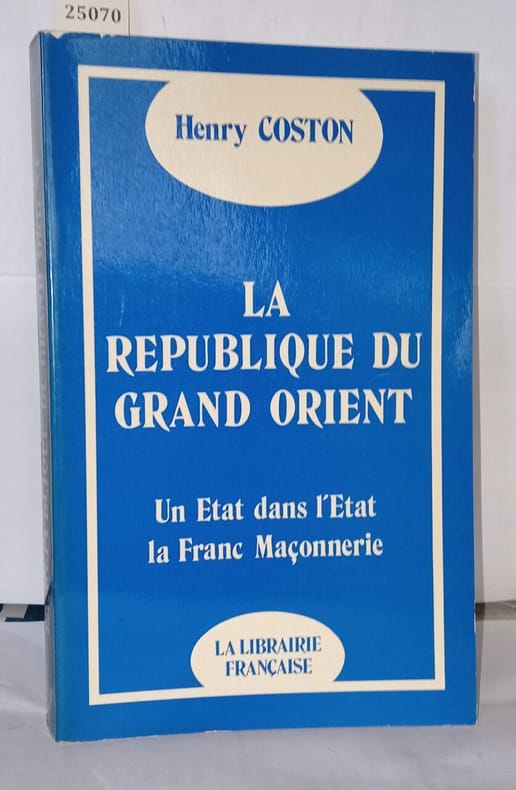 25070
Henry COSTON
LA
REPUBLIQUE DU
GRAND ORIENT
Un Etat dans l'Etat
la Franc Maçonnerie
LA LIBRAIRIE
FRANÇAISE